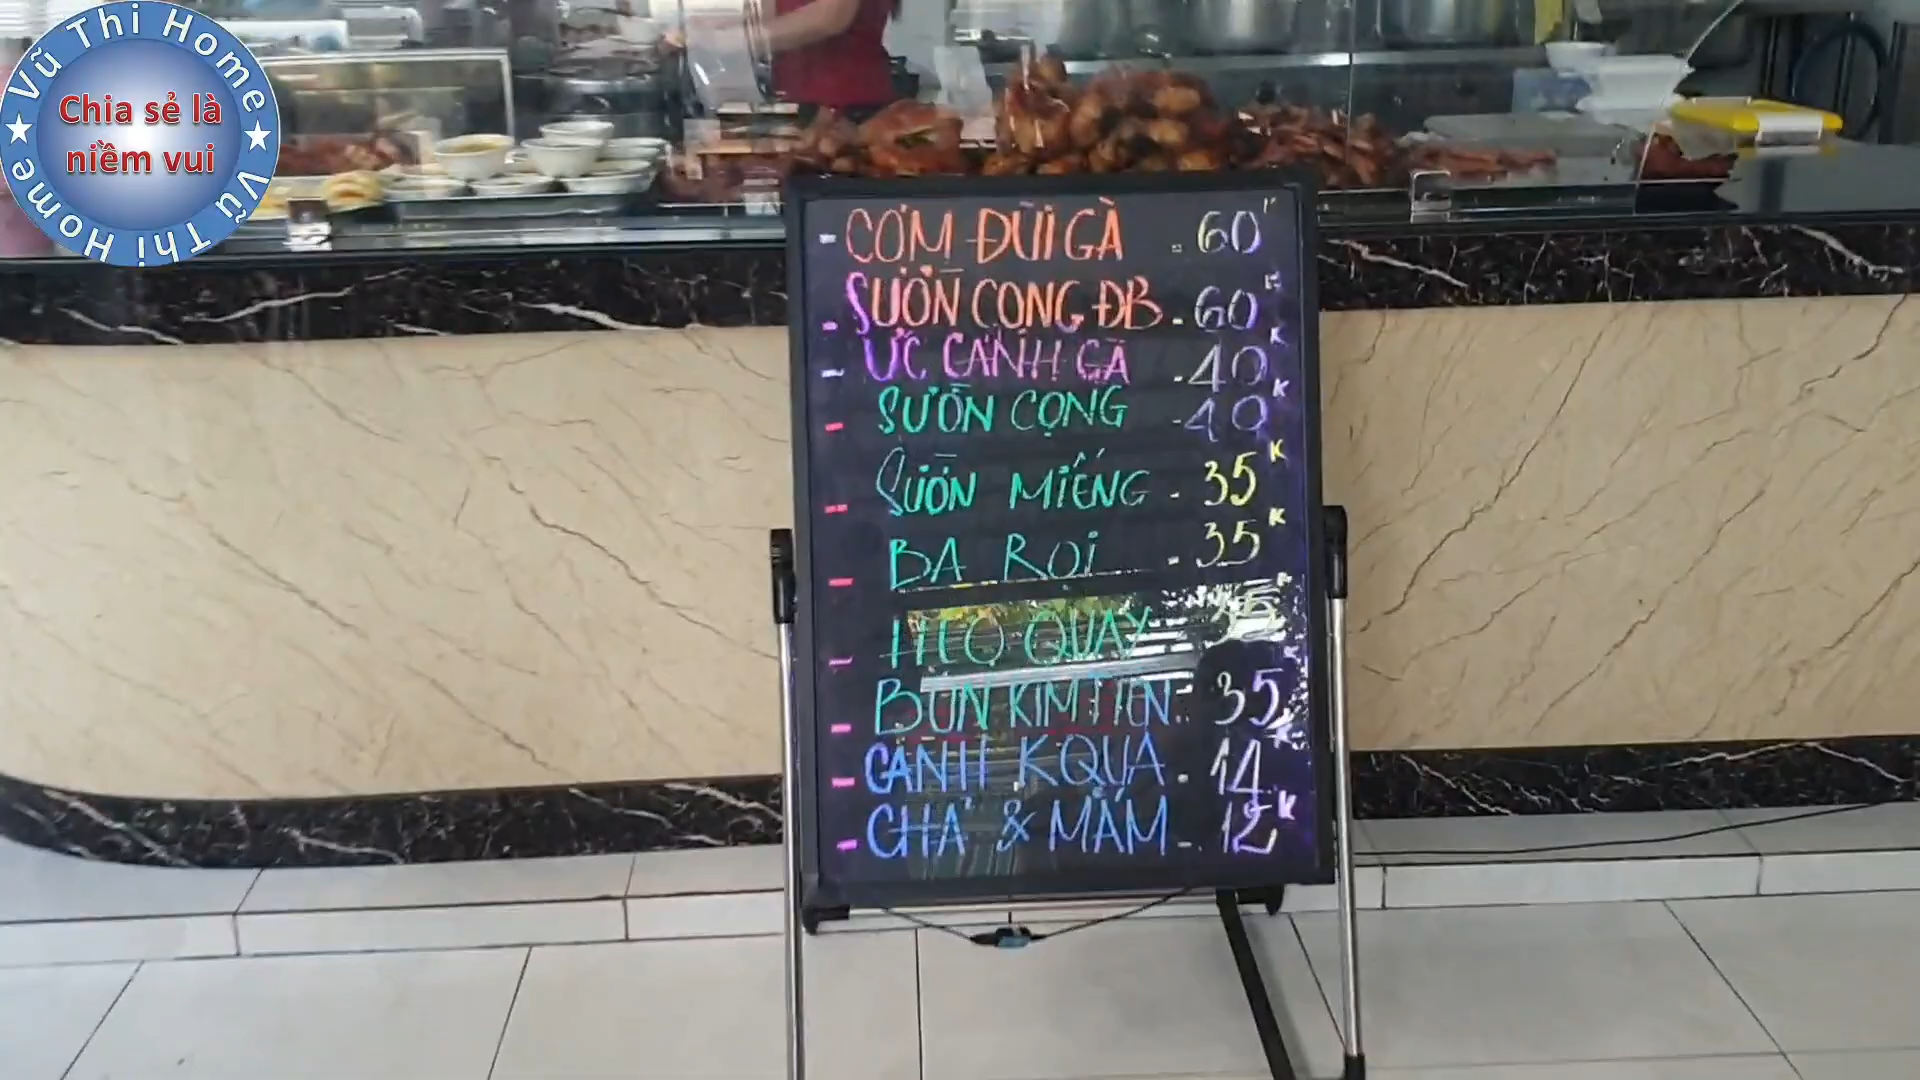 Vũ Thi Home ★ Vũ Thi Home ★
Chia sẻ là
niềm vui
- CƠM ĐÙI GÀ - 60K
- SƯỜN CỌNG ĐB - 60K
- ỨC CÁNH GÀ - 40K
- SƯỜN CỌNG - 40K
- SƯỜN MIẾNG - 35K
- BA RỌI - 35K
- HEO QUAY - 35K
- BÚN KIM TIỀN - 35K
- CANH KQUA - 14K
- CHẢ & MẮM - 12K